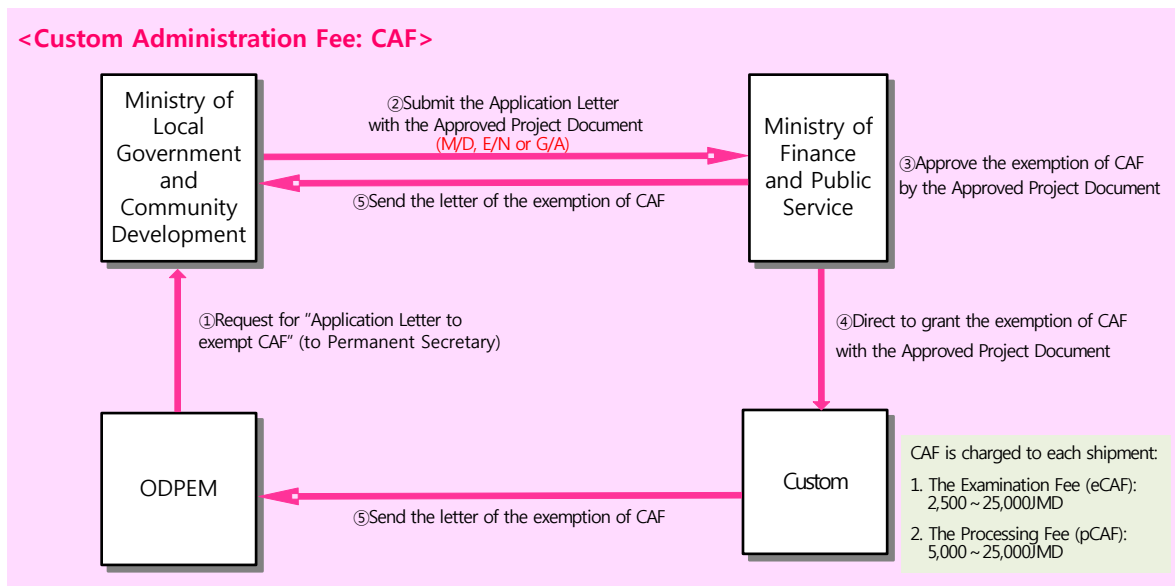 <Custom Administration Fee: CAF>
Ministry of
Local
Government
and
Community
Development
②Submit the Application Letter
with the Approved Project Document
(M/D, E/N or G/A)
⑤Send the letter of the exemption of CAF
Ministry of
Finance
and Public
Service
③Approve the exemption of CAF
by the Approved Project Document
①Request for "Application Letter to
exempt CAF" (to Permanent Secretary)
④Direct to grant the exemption of CAF
with the Approved Project Document
ODPEM
⑤Send the letter of the exemption of CAF
Custom
CAF is charged to each shipment:
1. The Examination Fee (eCAF):
2,500~25,000JMD
2. The Processing Fee (pCAF):
5,000~25,000JMD